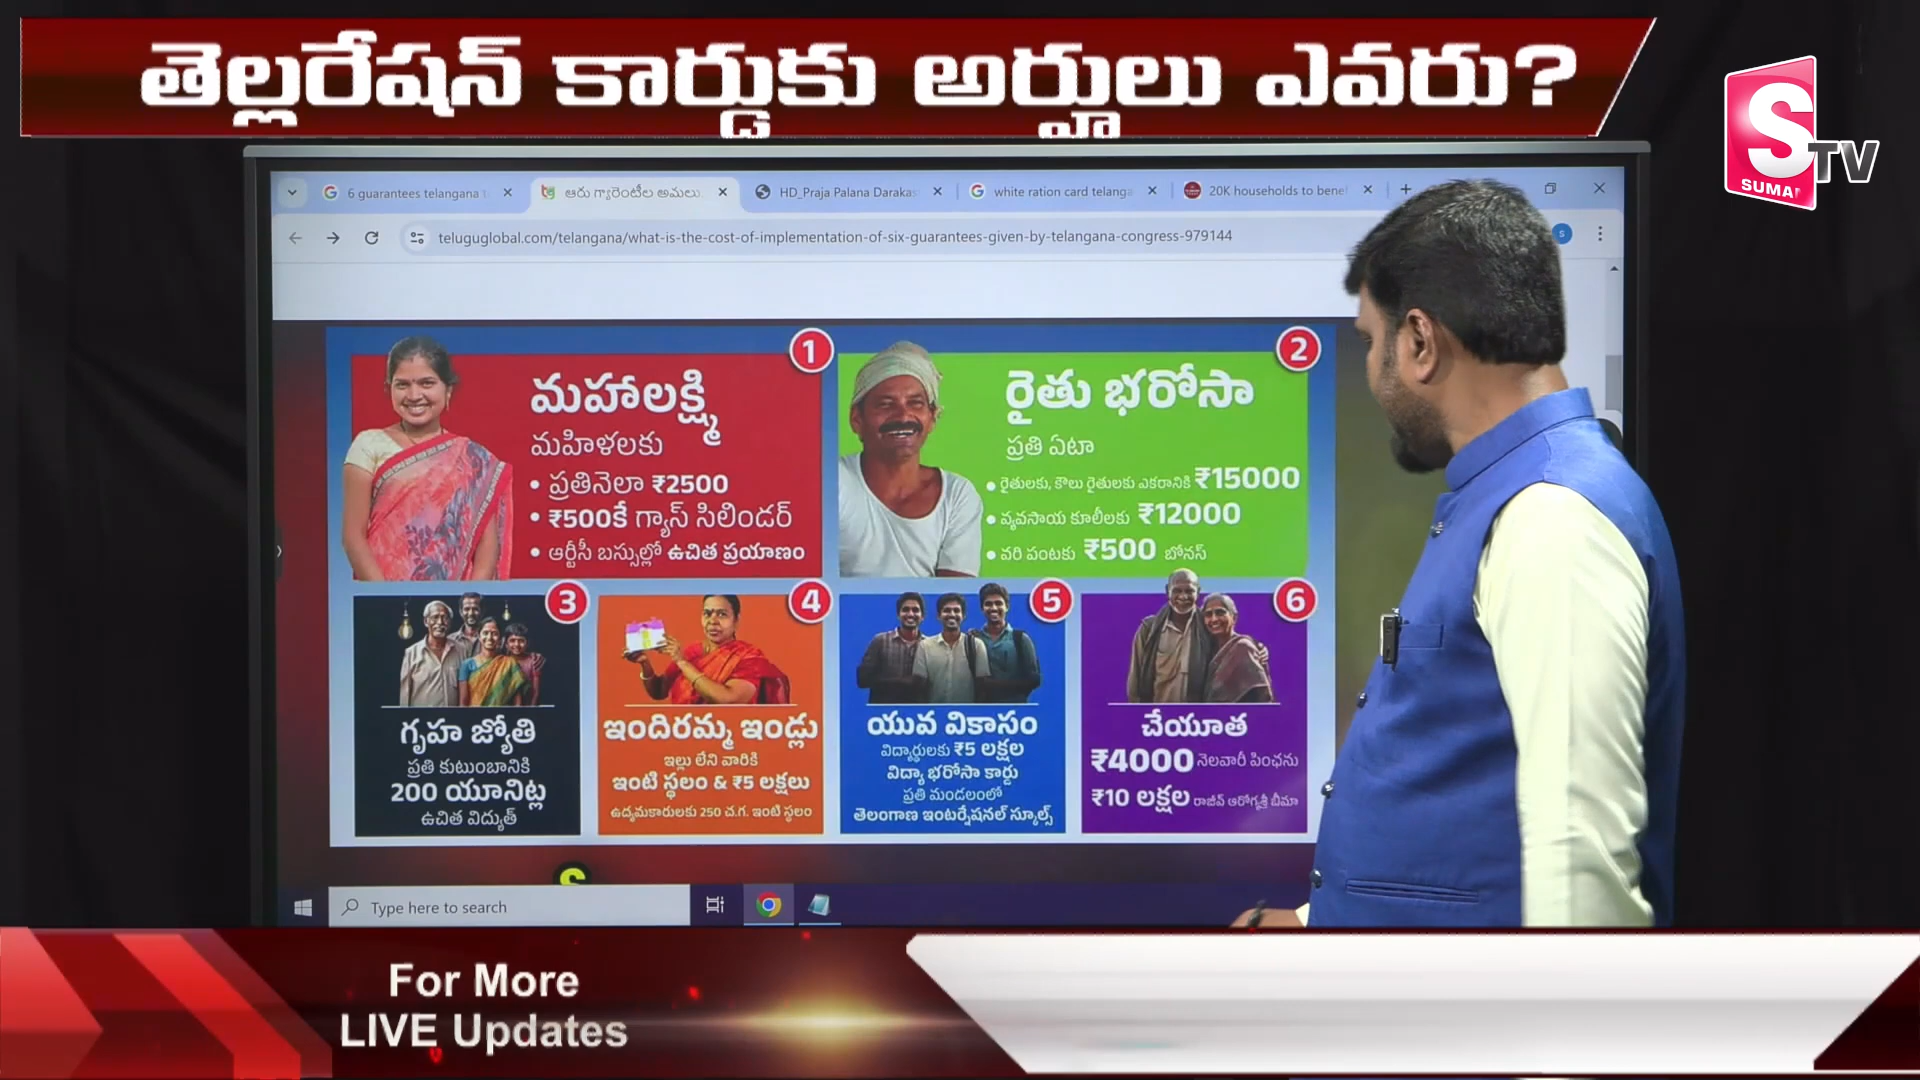 తెల్లరేషన్ కార్డుకు అర్హులు ఎవరు?
S TV
SUMAN
6 guarantees telangana
ఆరు గ్యారెంటీల అమలు.
HD_Praja Palana Darakas
white ration card telanga
20K households to benef
teluguglobal.com/telangana/what-is-the-cost-of-implementation-of-six-guarantees-given-by-telangana-congress-979144
1
మహాలక్ష్మి
మహిళలకు
• ప్రతినెలా ₹2500
• ₹500కే గ్యాస్ సిలిండర్
• ఆర్టీసీ బస్సుల్లో ఉచిత ప్రయాణం
2
రైతు భరోసా
ప్రతి ఏటా
• రైతులకు, కౌలు రైతులకు ఎకరానికి ₹15000
• వ్యవసాయ కూలీలకు ₹12000
• వరి పంటకు ₹500 బోనస్
3
గృహ జ్యోతి
ప్రతి కుటుంబానికి
200 యూనిట్ల
ఉచిత విద్యుత్
4
ఇందిరమ్మ ఇండ్లు
ఇల్లు లేని వారికి
ఇంటి స్థలం & ₹5 లక్షలు
ఉద్యమకారులకు 250 చ.గ. ఇంటి స్థలం
5
యువ వికాసం
విద్యార్థులకు ₹5 లక్షల
విద్యా భరోసా కార్డు
ప్రతి మండలంలో
తెలంగాణ ఇంటర్నేషనల్ స్కూల్స్
6
చేయూత
₹4000 నెలవారీ పింఛను
₹10 లక్షల రాజీవ్ ఆరోగ్యశ్రీ బీమా
Type here to search
For More
LIVE Updates